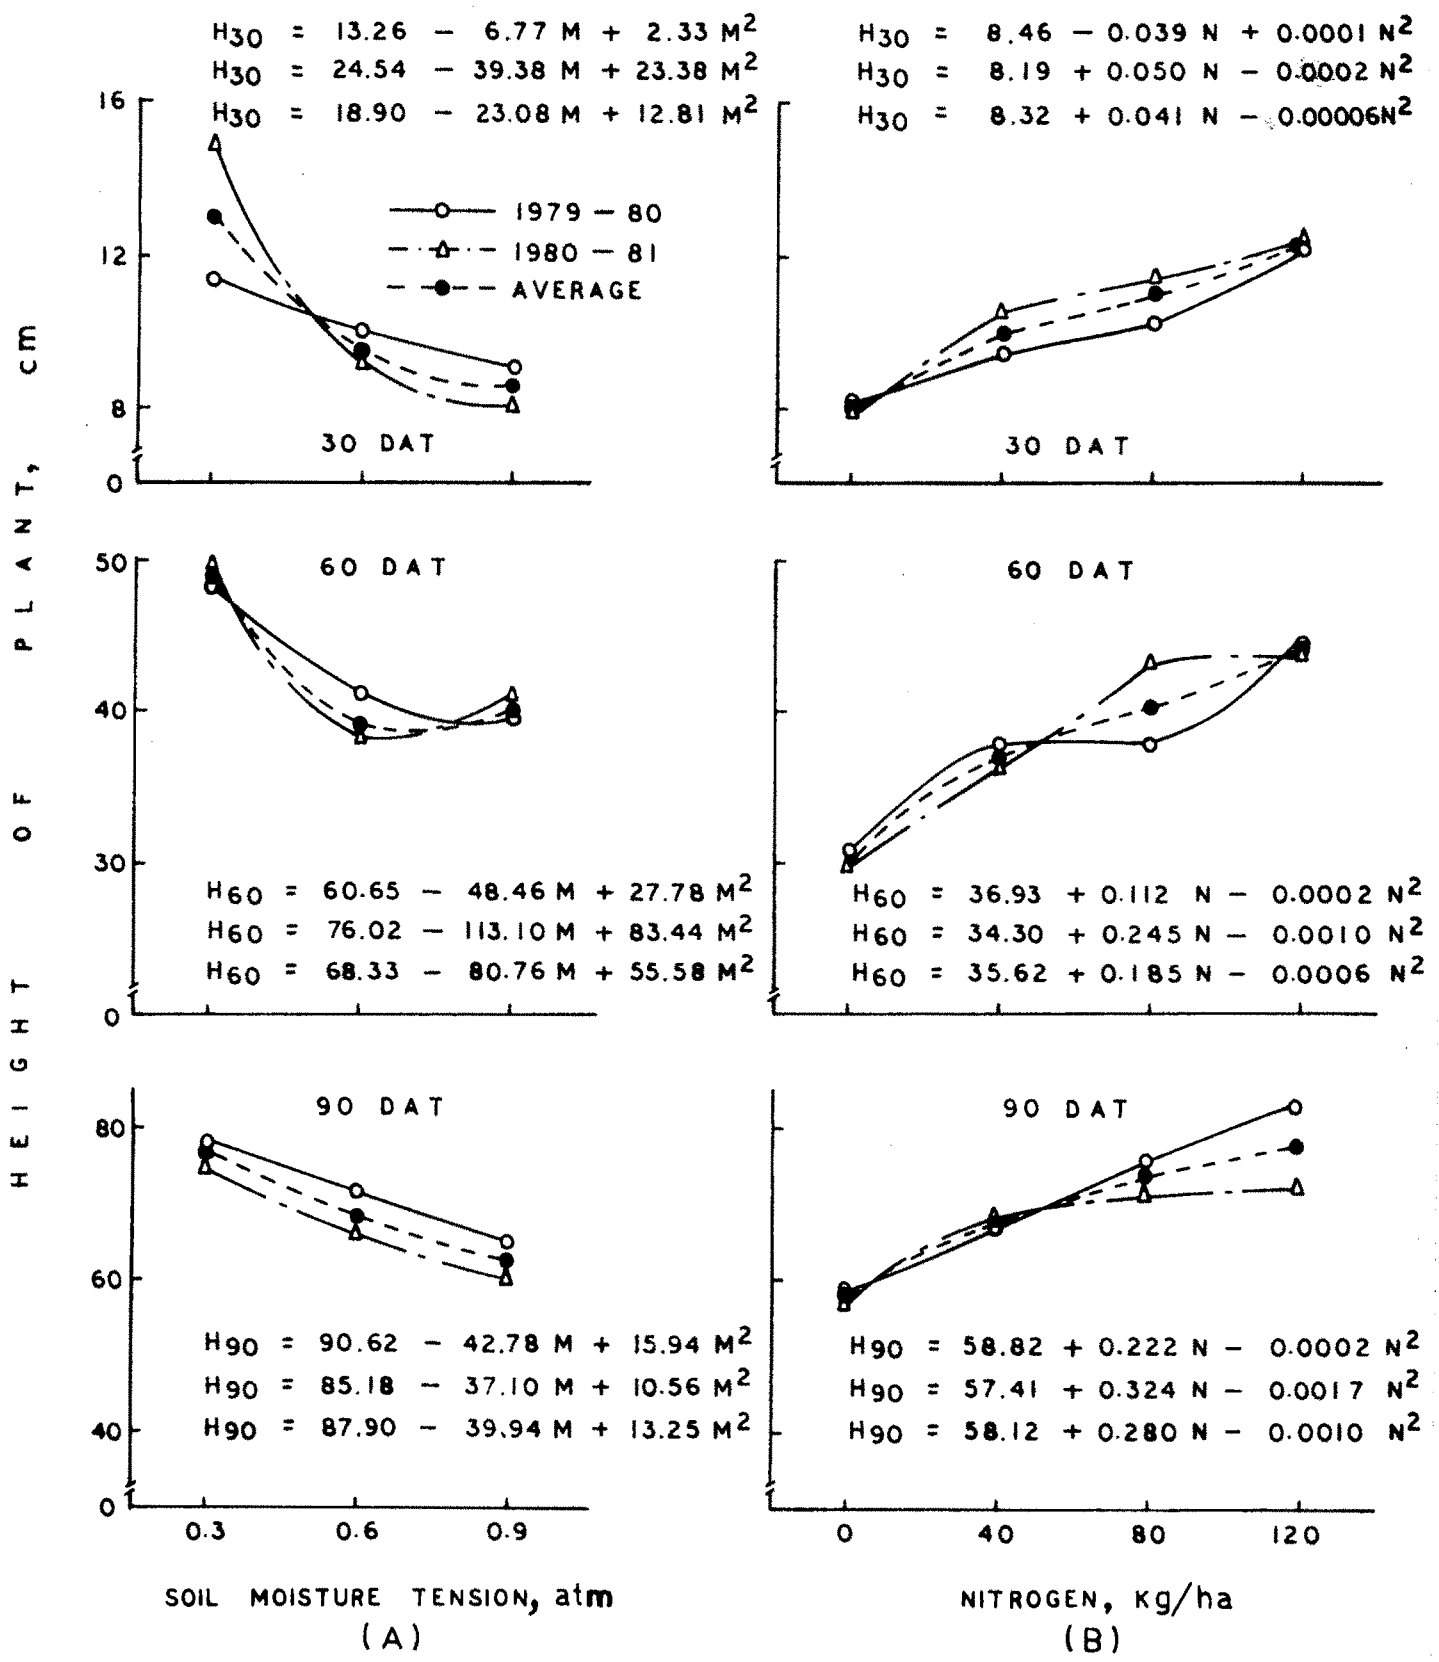 H30 = 13.26 - 6.77 M + 2.33 M²
H30 = 24.54 - 39.38 M + 23.38 M²
H30 = 18.90 - 23.08 M + 12.81 M²
H30 = 8.46 - 0.039 N + 0.0001 N²
H30 = 8.19 + 0.050 N - 0.0002 N²
H30 = 8.32 + 0.041 N - 0.00006N²
16
12
8
0
1979 - 80
1980 - 81
AVERAGE
30 DAT
30 DAT
HEIGHT OF PLANT, cm
50
40
30
0
60 DAT
60 DAT
H60 = 60.65 - 48.46 M + 27.78 M²
H60 = 76.02 - 113.10 M + 83.44 M²
H60 = 68.33 - 80.76 M + 55.58 M²
H60 = 36.93 + 0.112 N - 0.0002 N²
H60 = 34.30 + 0.245 N - 0.0010 N²
H60 = 35.62 + 0.185 N - 0.0006 N²
80
60
40
0
90 DAT
90 DAT
H90 = 90.62 - 42.78 M + 15.94 M²
H90 = 85.18 - 37.10 M + 10.56 M²
H90 = 87.90 - 39.94 M + 13.25 M²
H90 = 58.82 + 0.222 N - 0.0002 N²
H90 = 57.41 + 0.324 N - 0.0017 N²
H90 = 58.12 + 0.280 N - 0.0010 N²
0.3 0.6 0.9
0 40 80 120
SOIL MOISTURE TENSION, atm
(A)
NITROGEN, Kg/ha
(B)